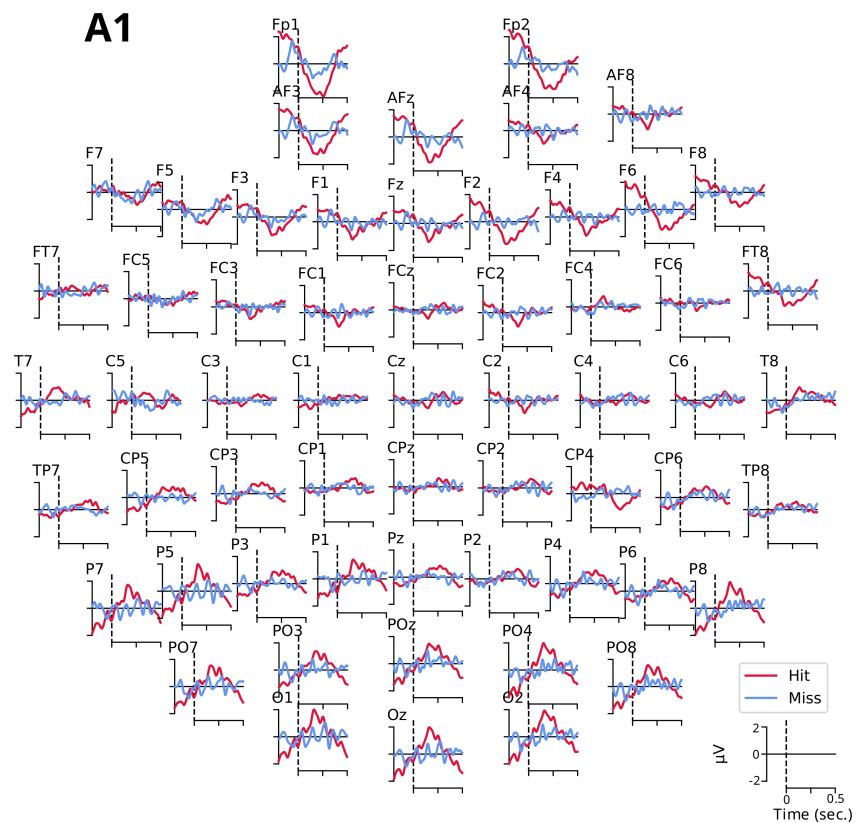 A1
Fp1 Fp2
AF8
AF3 AFz AF4
F7 F5 F3 F1 Fz F2 F4 F6 F8
FT7 FC5 FC3 FC1 FCz FC2 FC4 FC6 FT8
T7 C5 C3 C1 Cz C2 C4 C6 T8
TP7 CP5 CP3 CP1 CPz CP2 CP4 CP6 TP8
P7 P5 P3 P1 Pz P2 P4 P6 P8
PO7 PO3 POz PO4 PO8
O1 Oz O2
Hit
Miss
μV
2
0
-2
0 0.5
Time (sec.)